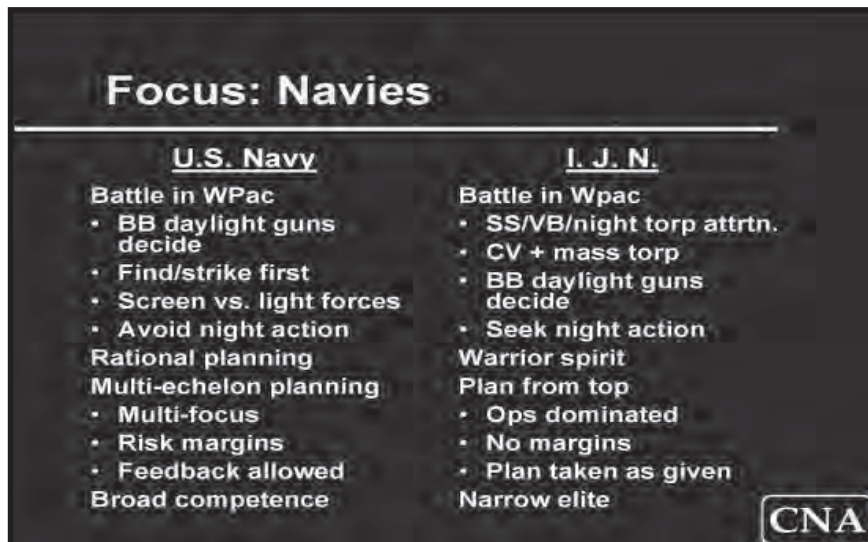 Focus: Navies
U.S. Navy
Battle in WPac
• BB daylight guns
decide
• Find/strike first
• Screen vs. light forces
• Avoid night action
Rational planning
Multi-echelon planning
• Multi-focus
• Risk margins
• Feedback allowed
Broad competence
I. J. N.
Battle in Wpac
• SS/VB/night torp attrtn.
• CV + mass torp
• BB daylight guns
decide
• Seek night action
Warrior spirit
Plan from top
• Ops dominated
• No margins
• Plan taken as given
Narrow elite
CNA